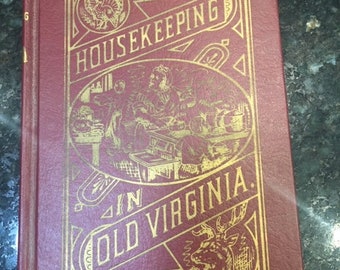 HOUSEKEEPING
IN
OLD VIRGINIA.